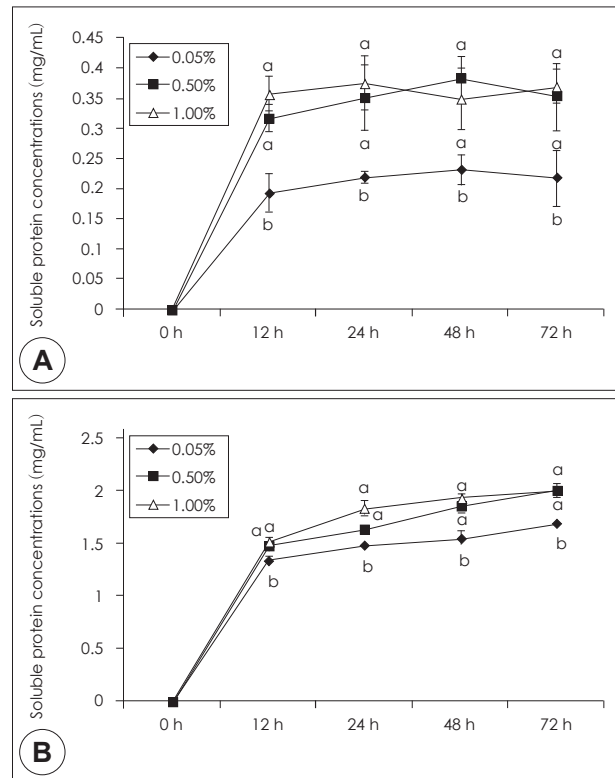 Soluble protein concentrations (mg/mL)
0.45
0.4
0.35
0.3
0.25
0.2
0.15
0.1
0.05
0
0.05%
0.50%
1.00%
a a a a
a a a a
b b b b
0 h 12 h 24 h 48 h 72 h
A
Soluble protein concentrations (mg/mL)
2.5
2
1.5
1
0.5
0
0.05%
0.50%
1.00%
a a a a
a a a a
b b b b
0 h 12 h 24 h 48 h 72 h
B